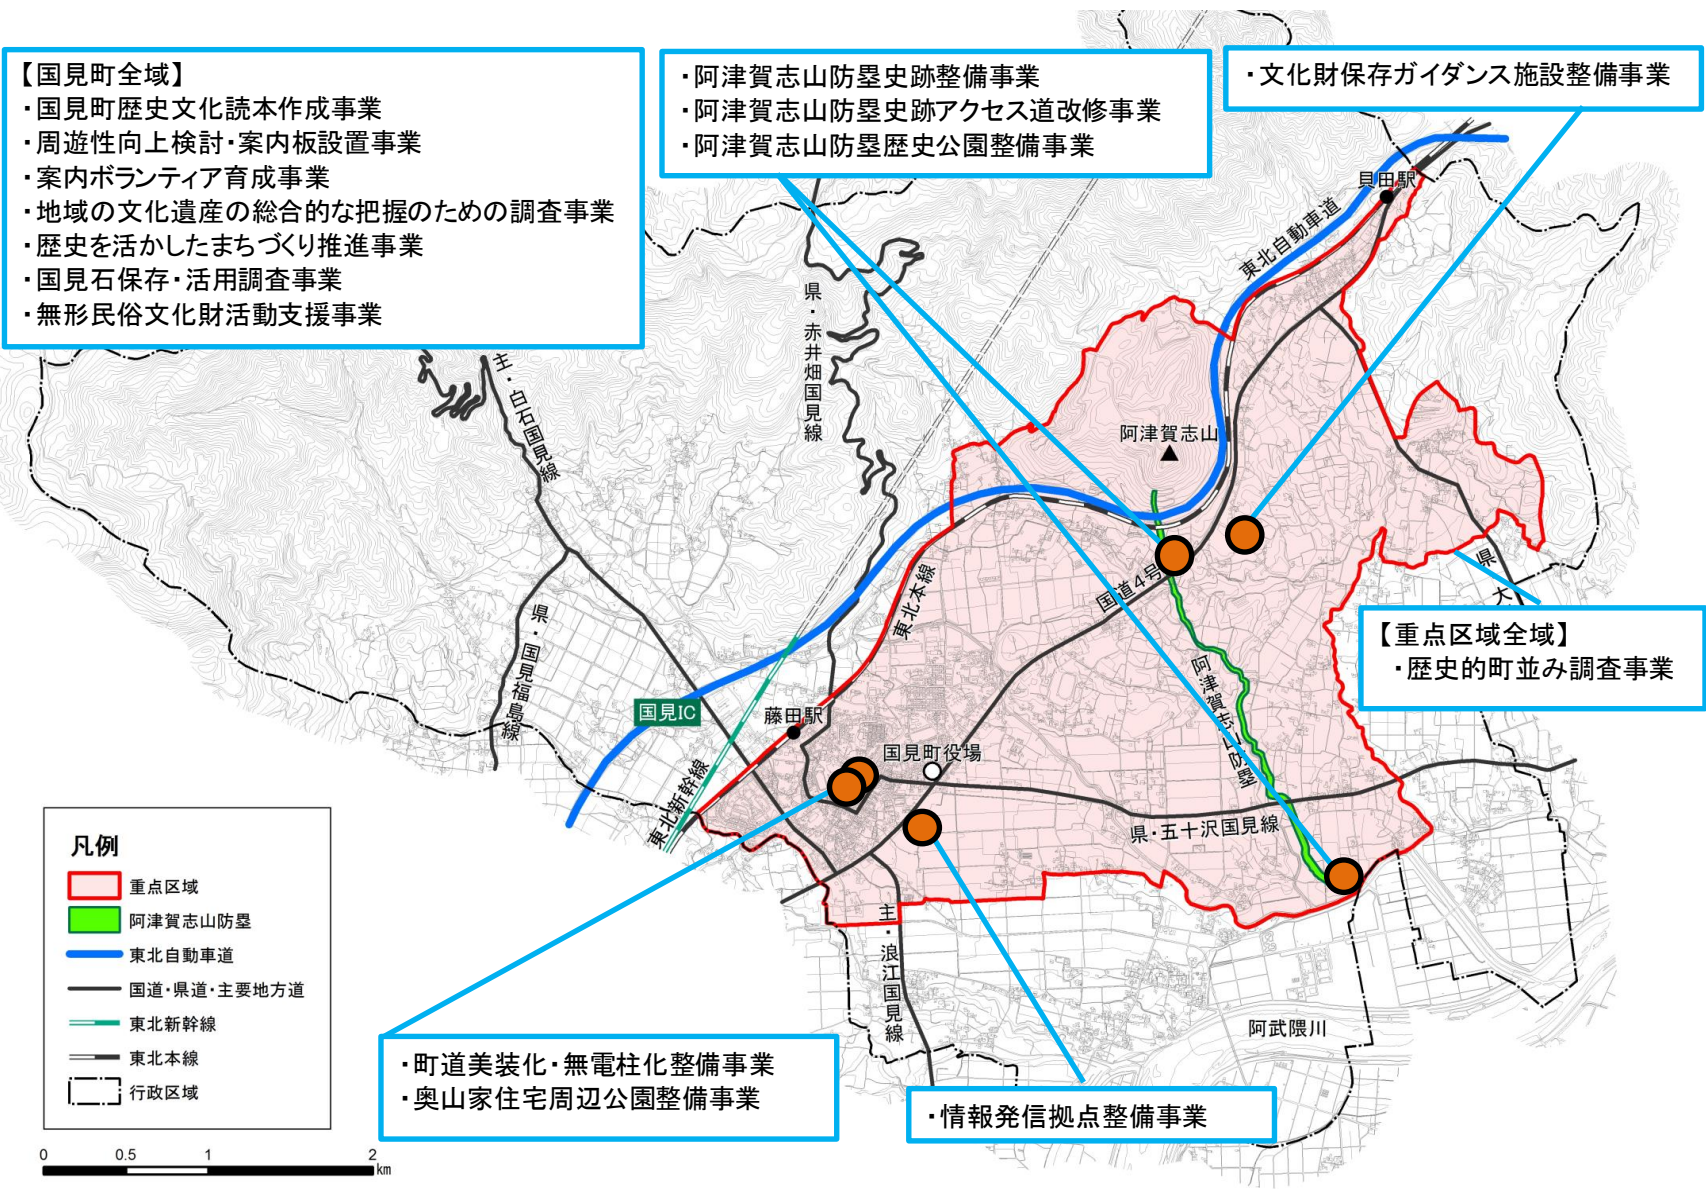 【国見町全域】
・国見町歴史文化読本作成事業
・周遊性向上検討・案内板設置事業
・案内ボランティア育成事業
・地域の文化遺産の総合的な把握のための調査事業
・歴史を活かしたまちづくり推進事業
・国見石保存・活用調査事業
・無形民俗文化財活動支援事業
・阿津賀志山防塁史跡整備事業
・阿津賀志山防塁史跡アクセス道改修事業
・阿津賀志山防塁歴史公園整備事業
・文化財保存ガイダンス施設整備事業
貝田駅
東北自動車道
県・赤井畑国見線
主・白石国見線
阿津賀志山
国道4号
東北本線
県・国見福島線
県
大
【重点区域全域】
・歴史的町並み調査事業
阿津賀志山防塁
国見IC
藤田駅
国見町役場
東北新幹線
県・五十沢国見線
主・浪江国見線
阿武隈川
・町道美装化・無電柱化整備事業
・奥山家住宅周辺公園整備事業
・情報発信拠点整備事業
凡例
重点区域
阿津賀志山防塁
東北自動車道
国道・県道・主要地方道
東北新幹線
東北本線
行政区域
0 0.5 1 2
km